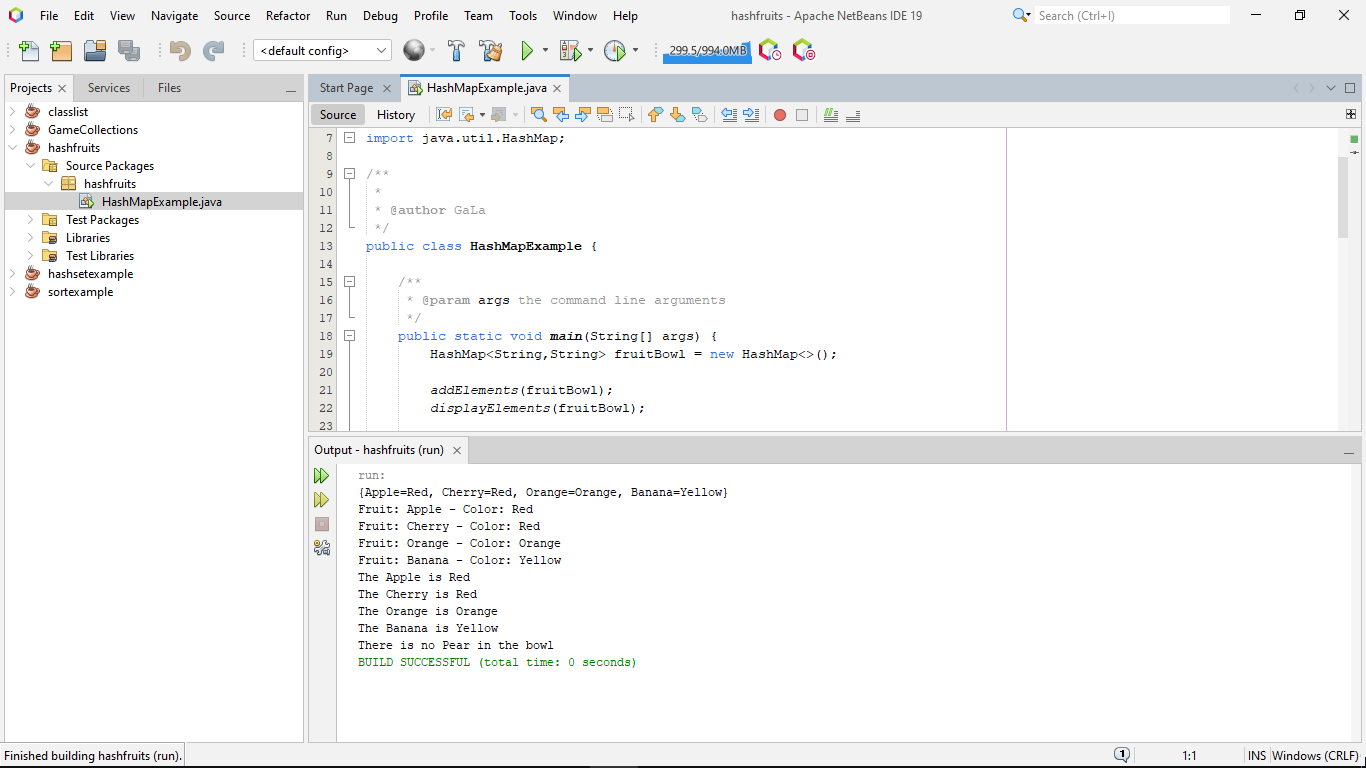 File Edit View Navigate Source Refactor Run Debug Profile Team Tools Window Help
hashfruits - Apache NetBeans IDE 19
Search (Ctrl+I)
<default config>
299.5/994.0MB
Projects Services Files
classlist
GameCollections
hashfruits
Source Packages
hashfruits
HashMapExample.java
Test Packages
Libraries
Test Libraries
hashsetexample
sortexample
Start Page HashMapExample.java
Source History
7 import java.util.HashMap;
8
9 /**
10 *
11 * @author GaLa
12 */
13 public class HashMapExample {
14
15 /**
16 * @param args the command line arguments
17 */
18 public static void main(String[] args) {
19 HashMap<String,String> fruitBowl = new HashMap<>();
20
21 addElements(fruitBowl);
22 displayElements(fruitBowl);
23
Output - hashfruits (run)
run:
{Apple=Red, Cherry=Red, Orange=Orange, Banana=Yellow}
Fruit: Apple - Color: Red
Fruit: Cherry - Color: Red
Fruit: Orange - Color: Orange
Fruit: Banana - Color: Yellow
The Apple is Red
The Cherry is Red
The Orange is Orange
The Banana is Yellow
There is no Pear in the bowl
BUILD SUCCESSFUL (total time: 0 seconds)
Finished building hashfruits (run).
1
1:1
INS Windows (CRLF)